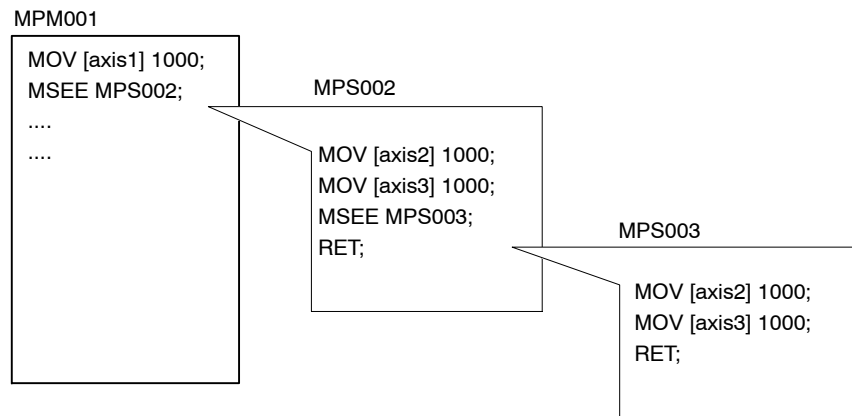 MPM001
MOV [axis1] 1000;
MSEE MPS002;
....
....
MPS002
MOV [axis2] 1000;
MOV [axis3] 1000;
MSEE MPS003;
RET;
MPS003
MOV [axis2] 1000;
MOV [axis3] 1000;
RET;